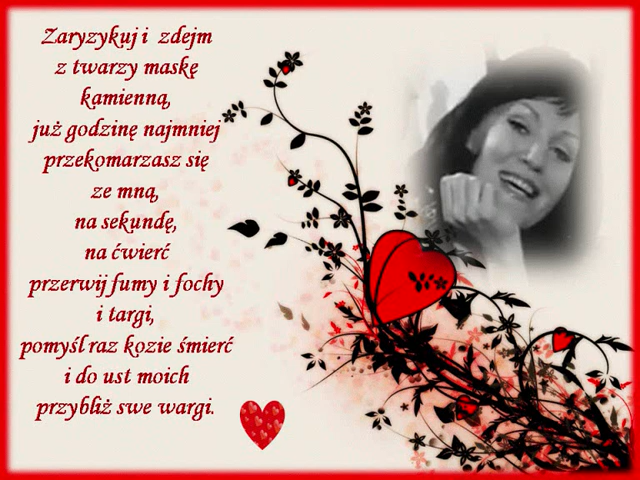 Zaryzykuj i zdejm
z twarzy maskę
kamienną,
już godzinę najmniej
przekomarzasz się
ze mną,
na sekundę,
na ćwierć
przerwij fumy i fochy
i targi,
pomyśl raz kozie śmierć
i do ust moich
przybliż swe wargi.